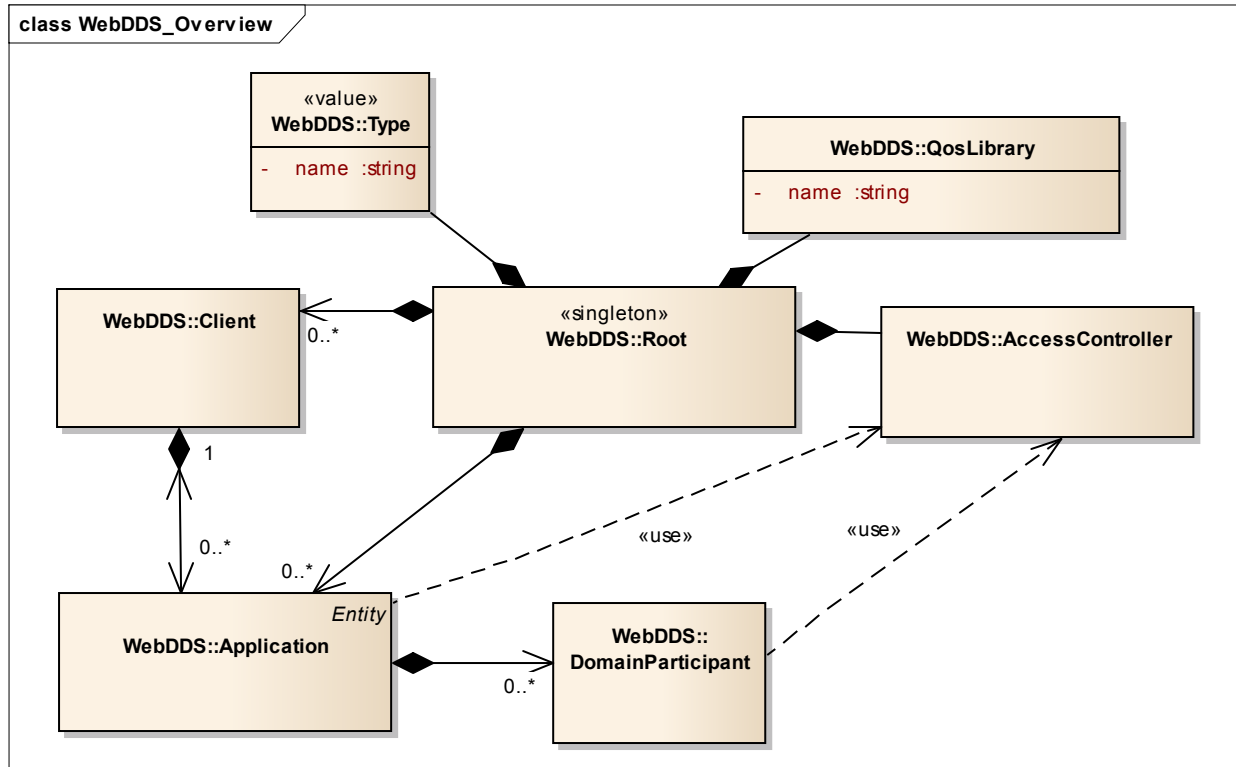 class WebDDS_Overview
«value»
WebDDS::Type
- name :string
WebDDS::QosLibrary
- name :string
WebDDS::Client
0..*
«singleton»
WebDDS::Root
WebDDS::AccessController
1
0..*
0..*
«use»
«use»
Entity
WebDDS::Application
0..*
WebDDS::
DomainParticipant